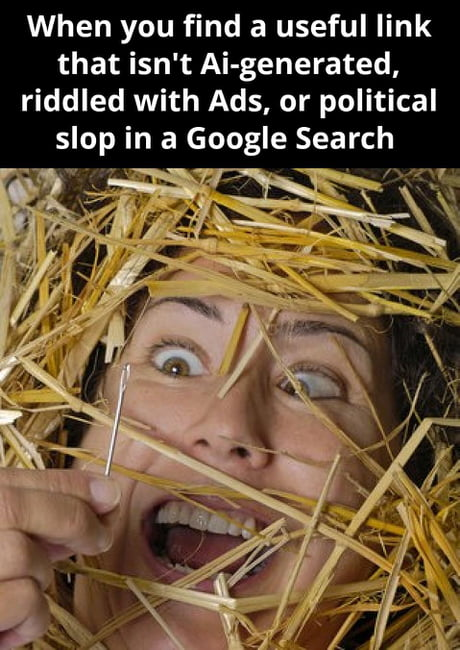 When you find a useful link
that isn't Ai-generated,
riddled with Ads, or political
slop in a Google Search